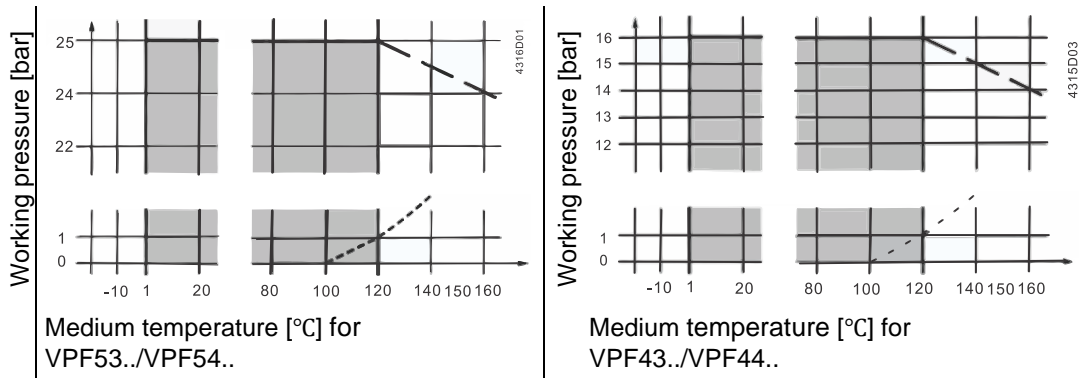 Working pressure [bar]
25
24
22
1
0
-10 1 20 80 100 120 140 150 160
4316D01
Medium temperature [°C] for
VPF53../VPF54..
Working pressure [bar]
16
15
14
13
12
1
0
-10 1 20 80 100 120 140 150 160
4315D03
Medium temperature [°C] for
VPF43../VPF44..